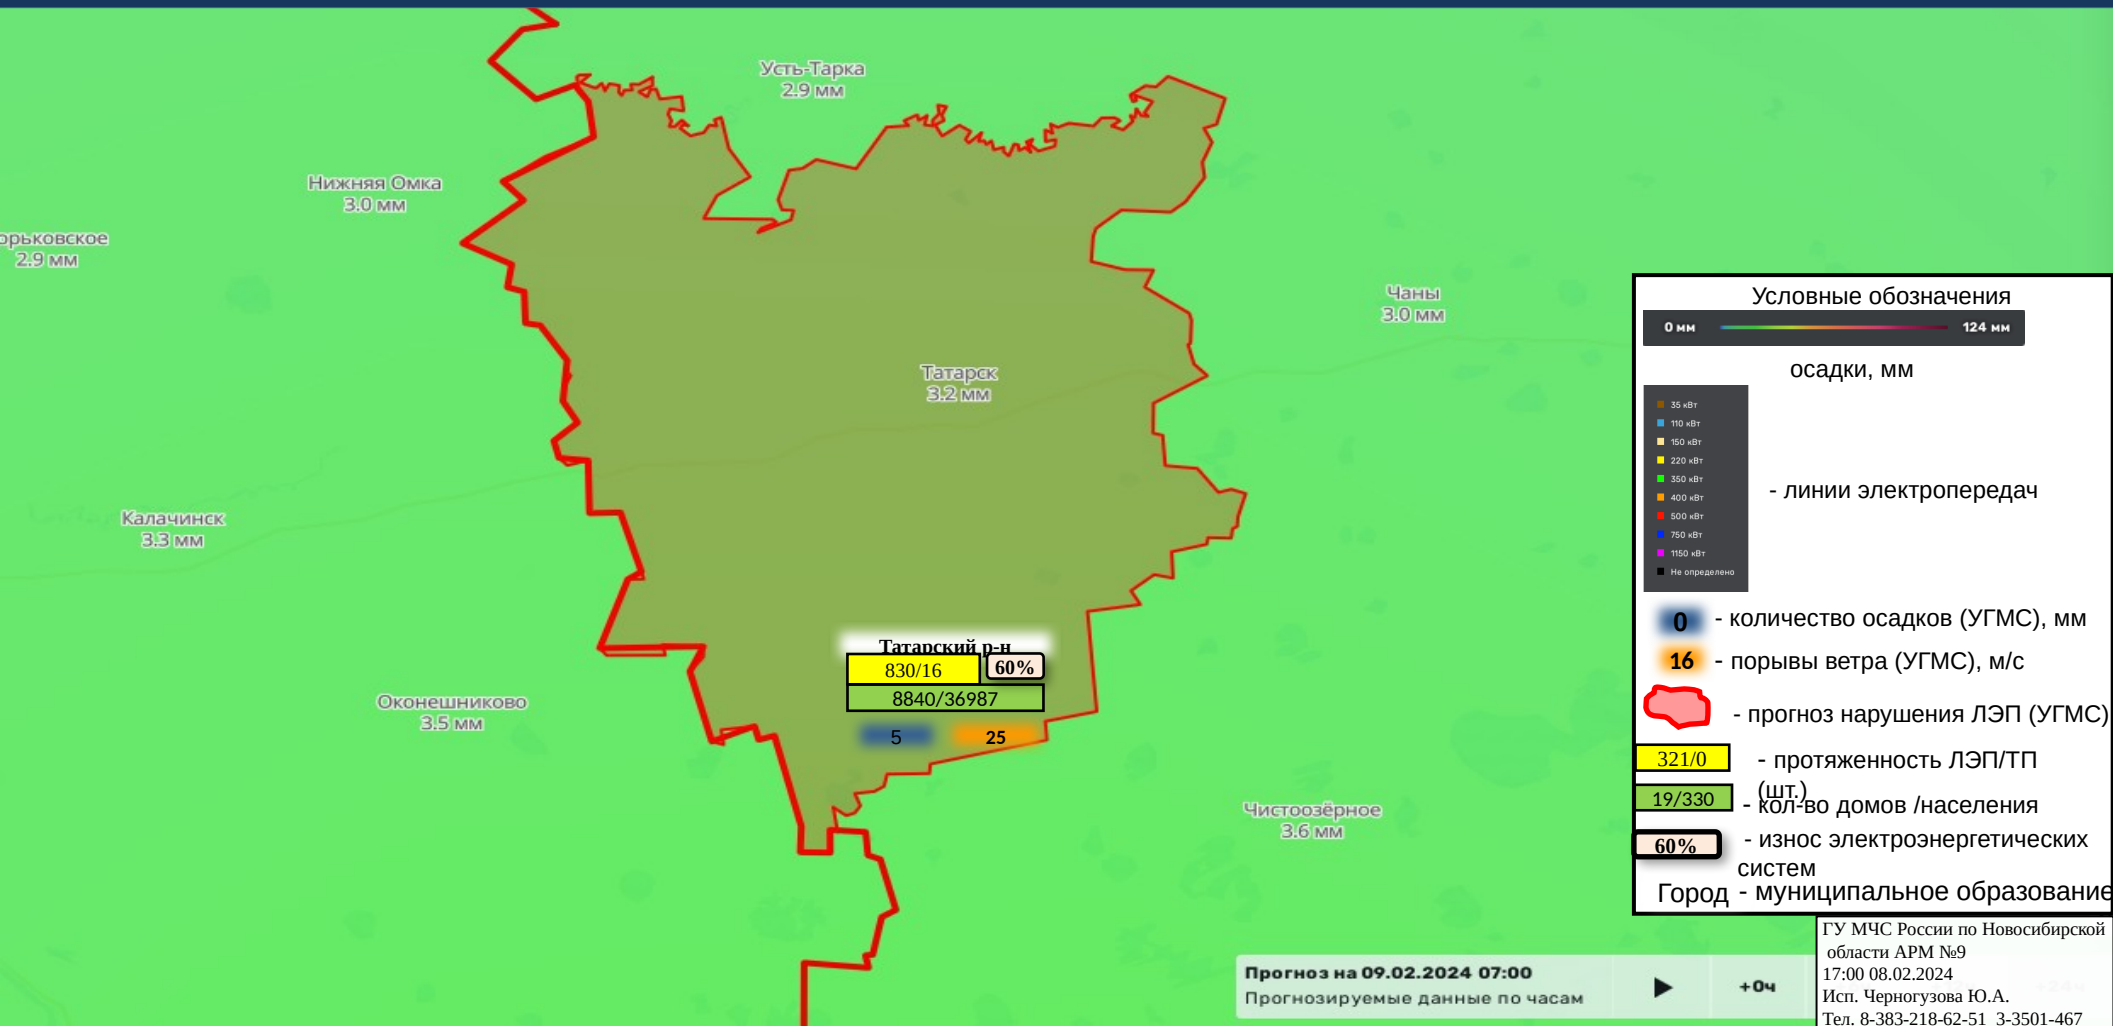 Усть-Тарка
2.9 мм
Нижняя Омка
3.0 мм
орьковское
2.9 мм
Чаны
3.0 мм
Татарск
3.2 мм
Калачинск
3.3 мм
Оконешниково
3.5 мм
Чистоозёрное
3.6 мм
Татарский р-н
830/16
60%
8840/36987
5
25
Условные обозначения
0 мм
124 мм
осадки, мм
35 кВт
110 кВт
150 кВт
220 кВт
350 кВт
400 кВт
500 кВт
750 кВт
1150 кВт
Не определено
- линии электропередач
0 - количество осадков (УГМС), мм
16 - порывы ветра (УГМС), м/с
- прогноз нарушения ЛЭП (УГМС)
321/0 - протяженность ЛЭП/ТП
(шт.)
19/330 - кол-во домов /населения
60% - износ электроэнергетических
систем
Город - муниципальное образование
Прогноз на 09.02.2024 07:00
Прогнозируемые данные по часам
+0ч
ГУ МЧС России по Новосибирской
области АРМ №9
17:00 08.02.2024
Исп. Черногузова Ю.А.
Тел. 8-383-218-62-51 3-3501-467